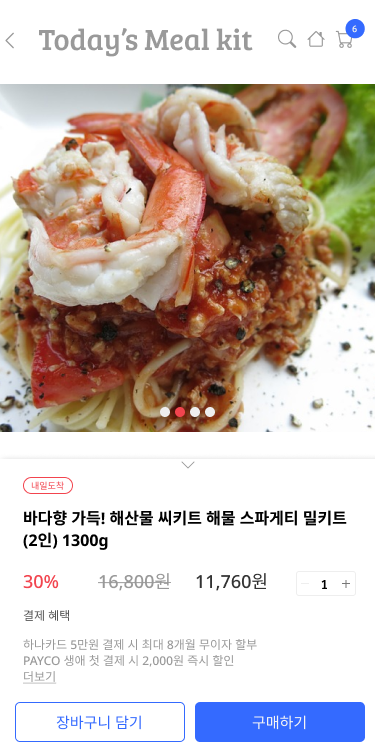 Today's Meal kit
6
내일도착
바다향 가득! 해산물 씨키트 해물 스파게티 밀키트
(2인) 1300g
30% 16,800원 11,760원 − 1 +
결제 혜택
하나카드 5만원 결제 시 최대 8개월 무이자 할부
PAYCO 생애 첫 결제 시 2,000원 즉시 할인
더보기
장바구니 담기 구매하기